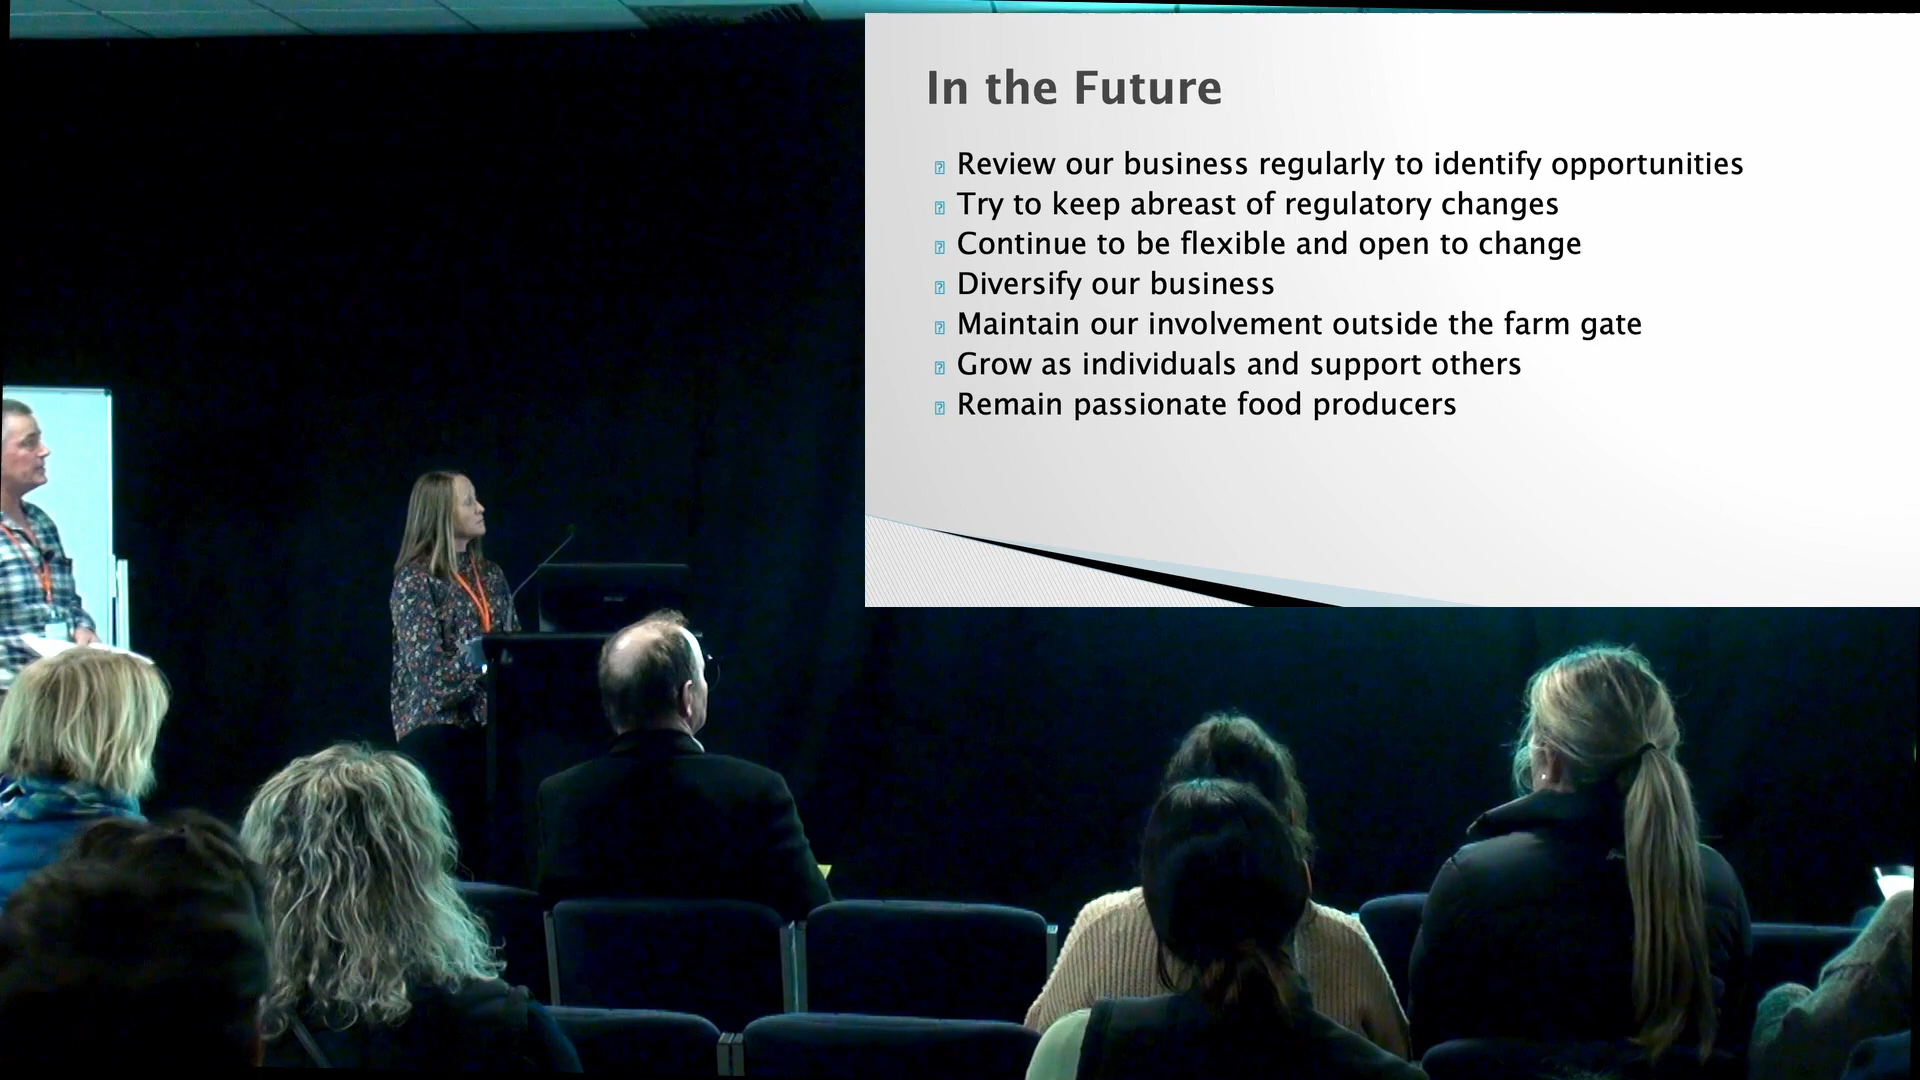 In the Future
Review our business regularly to identify opportunities
Try to keep abreast of regulatory changes
Continue to be flexible and open to change
Diversify our business
Maintain our involvement outside the farm gate
Grow as individuals and support others
Remain passionate food producers